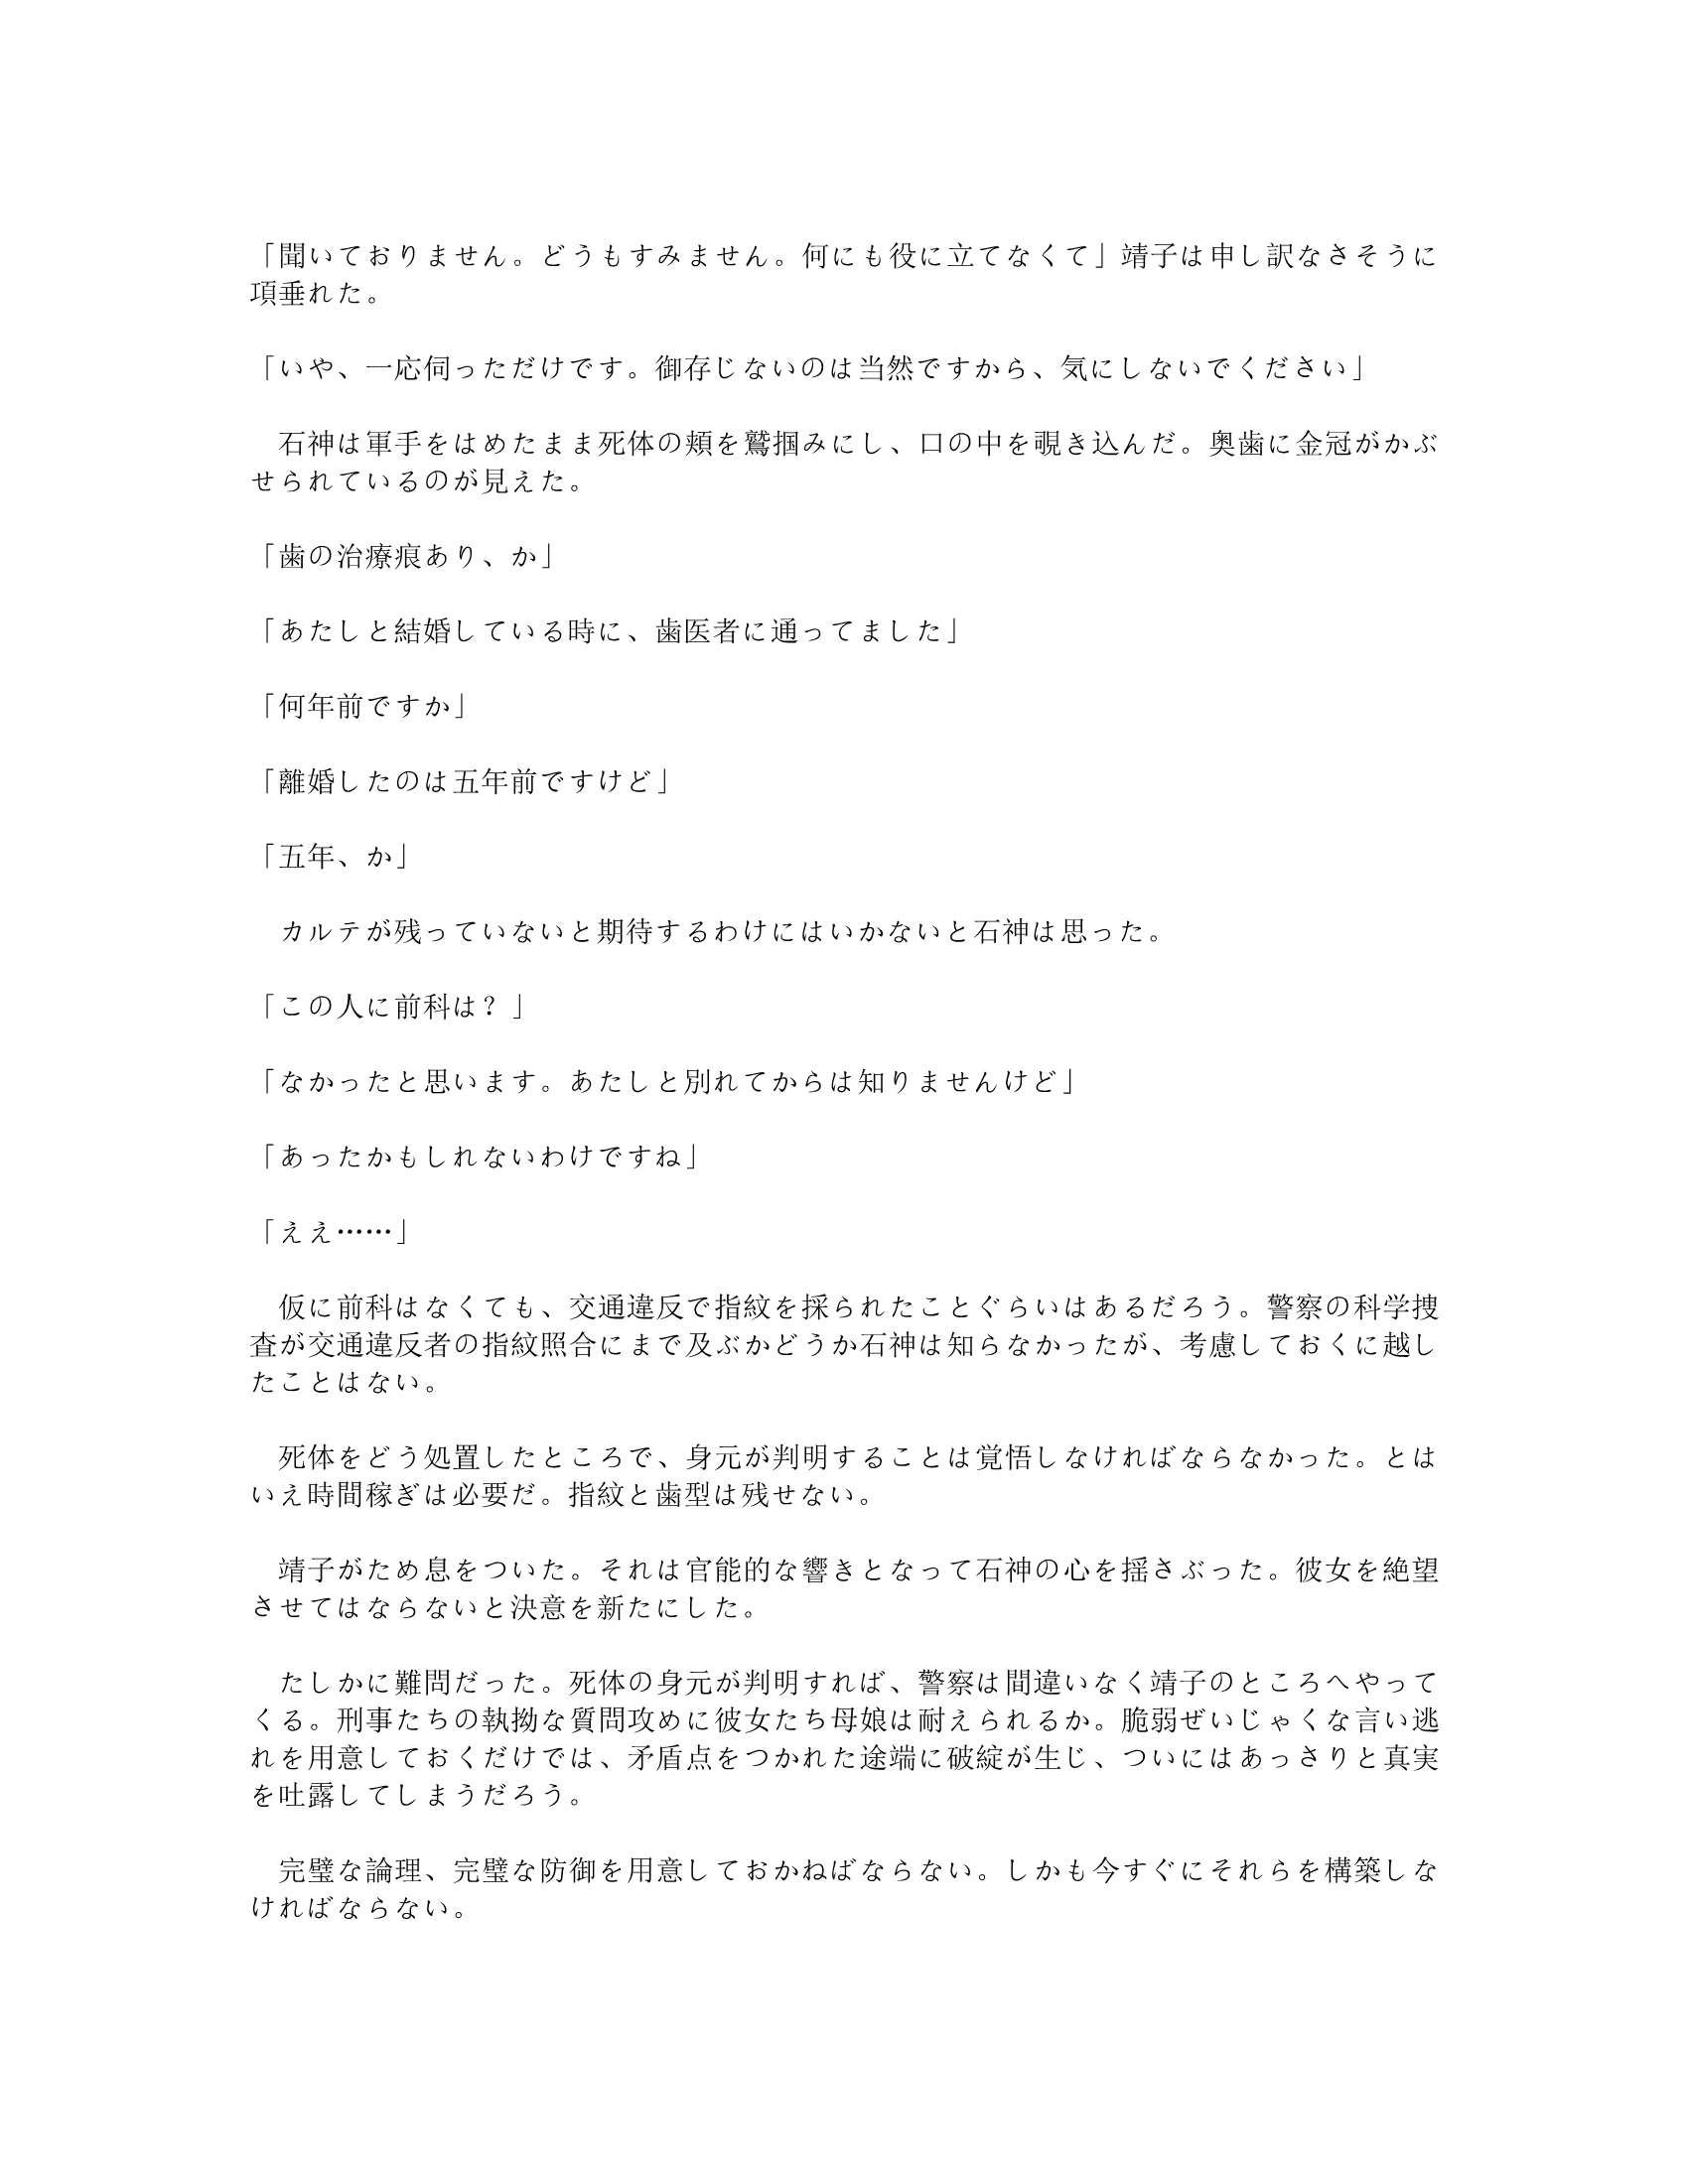 「聞いておりません。どうもすみません。何にも役に立てなくて」靖子は申し訳なさそうに
項垂れた。
「いや、一応伺っただけです。御存じないのは当然ですから、気にしないでください」
　石神は軍手をはめたまま死体の頬を鷲掴みにし、口の中を覗き込んだ。奥歯に金冠がかぶ
せられているのが見えた。
「歯の治療痕あり、か」
「あたしと結婚している時に、歯医者に通ってました」
「何年前ですか」
「離婚したのは五年前ですけど」
「五年、か」
　カルテが残っていないと期待するわけにはいかないと石神は思った。
「この人に前科は？」
「なかったと思います。あたしと別れてからは知りませんけど」
「あったかもしれないわけですね」
「ええ……」
　仮に前科はなくても、交通違反で指紋を採られたことぐらいはあるだろう。警察の科学捜
査が交通違反者の指紋照合にまで及ぶかどうか石神は知らなかったが、考慮しておくに越し
たことはない。
　死体をどう処置したところで、身元が判明することは覚悟しなければならなかった。とは
いえ時間稼ぎは必要だ。指紋と歯型は残せない。
　靖子がため息をついた。それは官能的な響きとなって石神の心を揺さぶった。彼女を絶望
させてはならないと決意を新たにした。
　たしかに難問だった。死体の身元が判明すれば、警察は間違いなく靖子のところへやって
くる。刑事たちの執拗な質問攻めに彼女たち母娘は耐えられるか。脆弱ぜいじゃくな言い逃
れを用意しておくだけでは、矛盾点をつかれた途端に破綻が生じ、ついにはあっさりと真実
を吐露してしまうだろう。
　完璧な論理、完璧な防御を用意しておかねばならない。しかも今すぐにそれらを構築しな
ければならない。